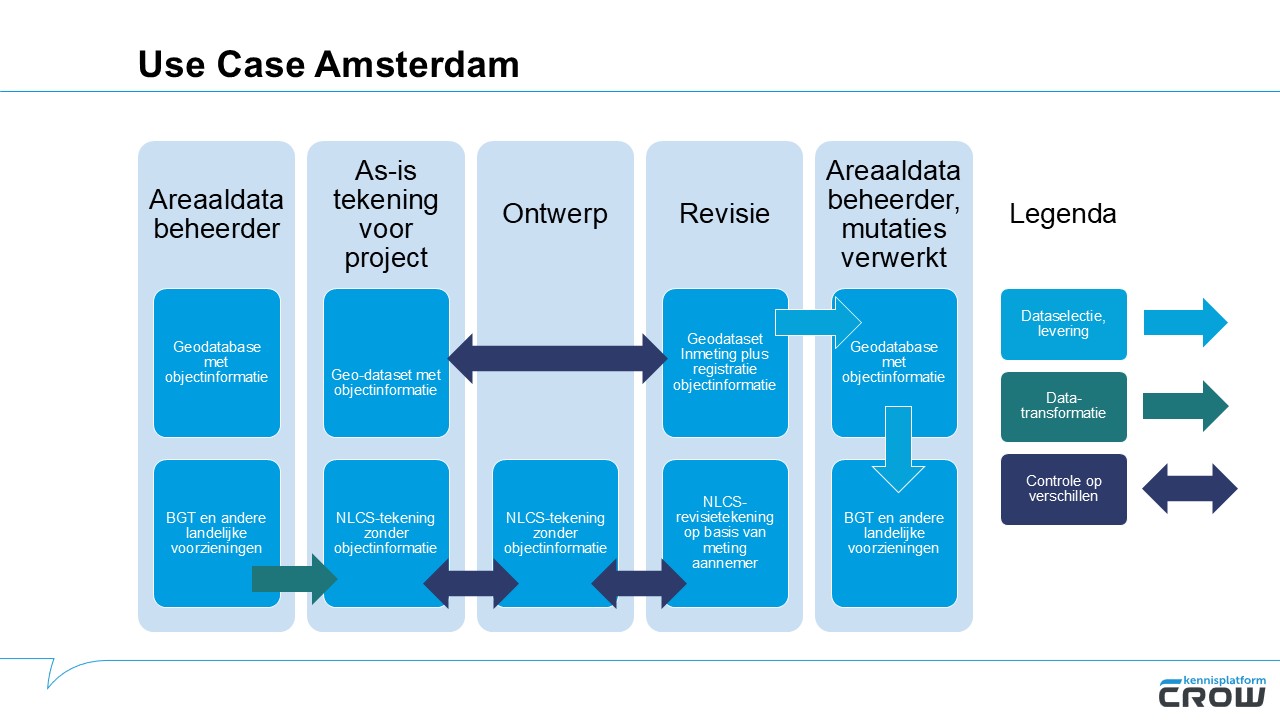 Use Case Amsterdam
Areaaldata
beheerder
As-is
tekening
voor
project
Ontwerp
Revisie
Areaaldata
beheerder,
mutaties
verwerkt
Legenda
Geodatabase
met
objectinformatie
Geo-dataset met
objectinformatie
Geodataset
Inmeting plus
registratie
objectinformatie
Geodatabase
met
objectinformatie
Dataselectie,
levering
Data-
transformatie
Controle op
verschillen
BGT en andere
landelijke
voorzieningen
NLCS-tekening
zonder
objectinformatie
NLCS-tekening
zonder
objectinformatie
NLCS-
revisietekening
op basis van
meting
aannemer
BGT en andere
landelijke
voorzieningen
kennisplatform
CROW